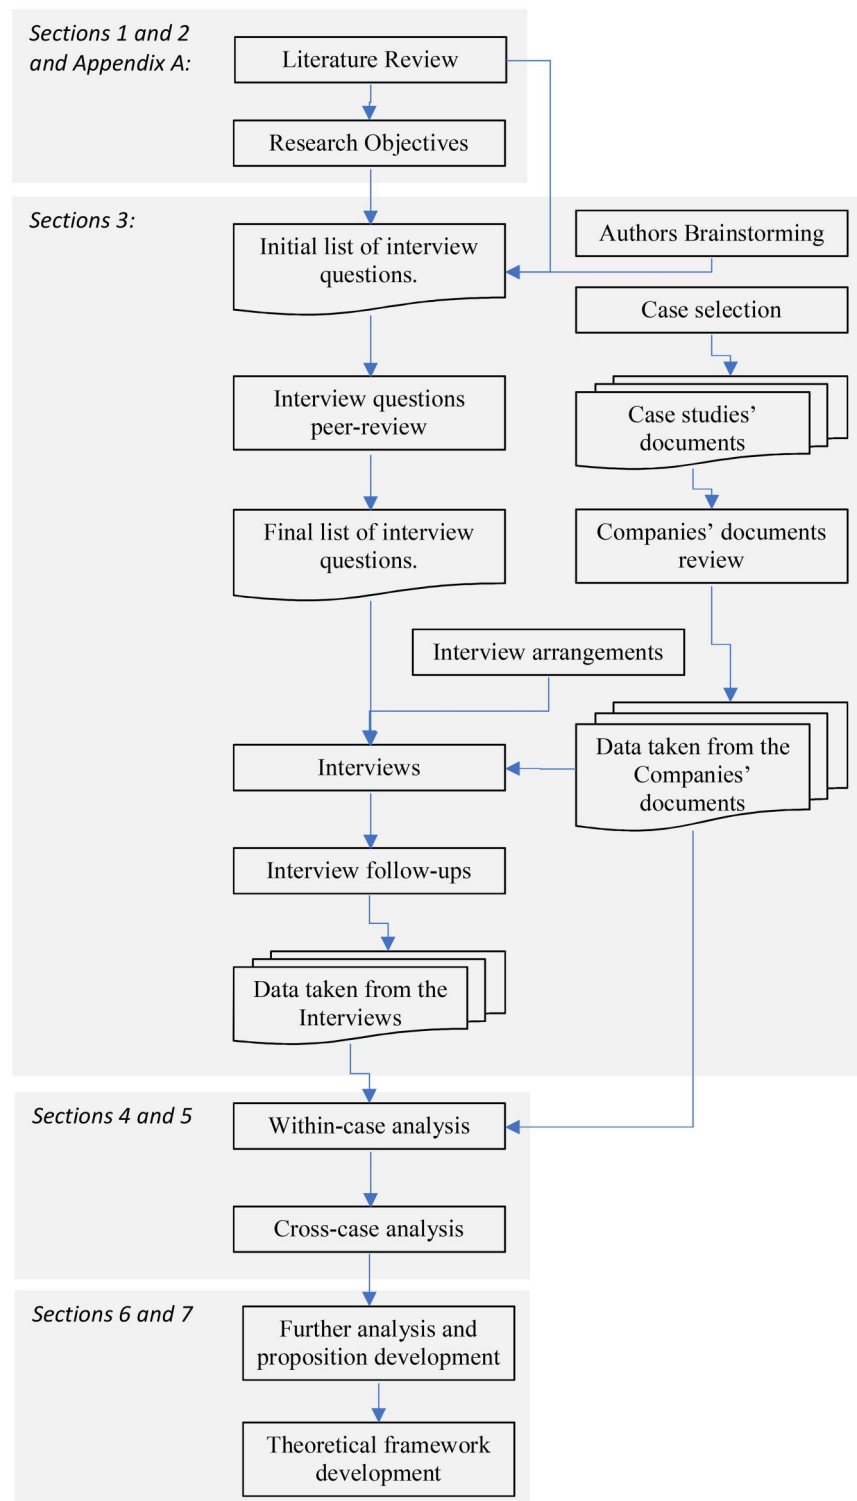 Sections 1 and 2
and Appendix A:
Literature Review
Research Objectives
Sections 3:
Initial list of interview
questions.
Authors Brainstorming
Case selection
Interview questions
peer-review
Case studies’
documents
Final list of interview
questions.
Companies’ documents
review
Interview arrangements
Interviews
Data taken from the
Companies’
documents
Interview follow-ups
Data taken from the
Interviews
Sections 4 and 5
Within-case analysis
Cross-case analysis
Sections 6 and 7
Further analysis and
proposition development
Theoretical framework
development